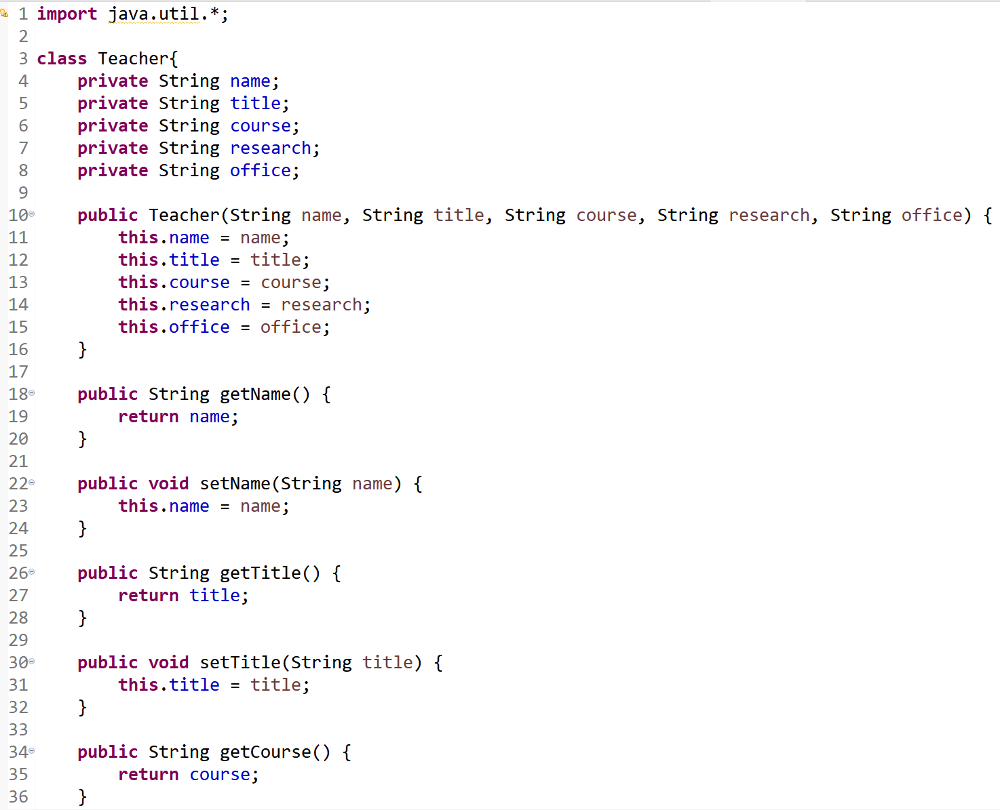 1 import java.util.*;
2
3 class Teacher{
4     private String name;
5     private String title;
6     private String course;
7     private String research;
8     private String office;
9
10     public Teacher(String name, String title, String course, String research, String office) {
11         this.name = name;
12         this.title = title;
13         this.course = course;
14         this.research = research;
15         this.office = office;
16     }
17
18     public String getName() {
19         return name;
20     }
21
22     public void setName(String name) {
23         this.name = name;
24     }
25
26     public String getTitle() {
27         return title;
28     }
29
30     public void setTitle(String title) {
31         this.title = title;
32     }
33
34     public String getCourse() {
35         return course;
36     }